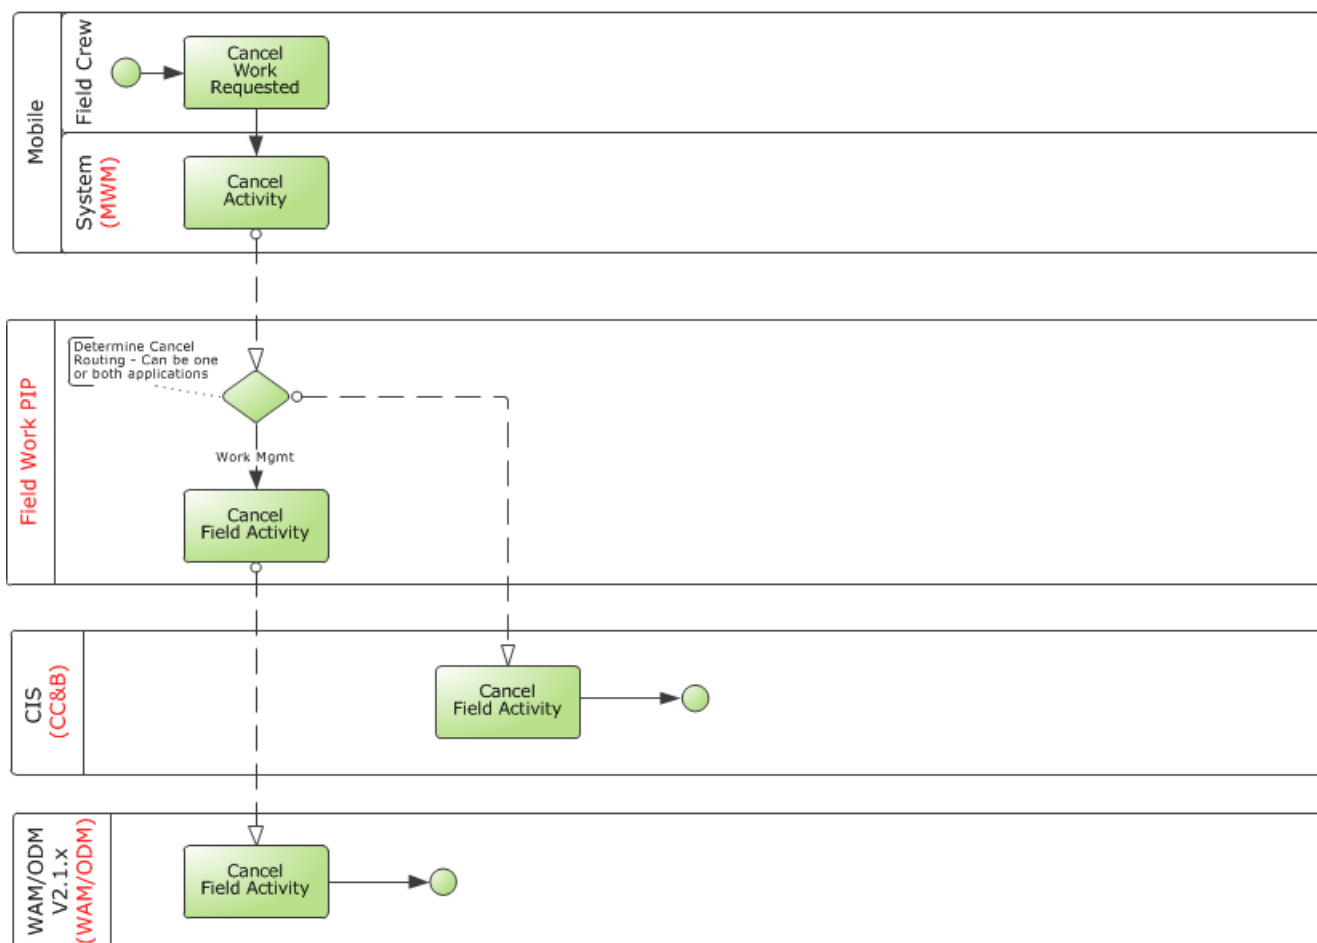 Mobile
Field Crew
Cancel
Work
Requested
System
(MWM)
Cancel
Activity
Field Work PIP
Determine Cancel
Routing - Can be one
or both applications
Work Mgmt
Cancel
Field Activity
CIS
(CC&B)
Cancel
Field Activity
WAM/ODM
V2.1.x
(WAM/ODM)
Cancel
Field Activity